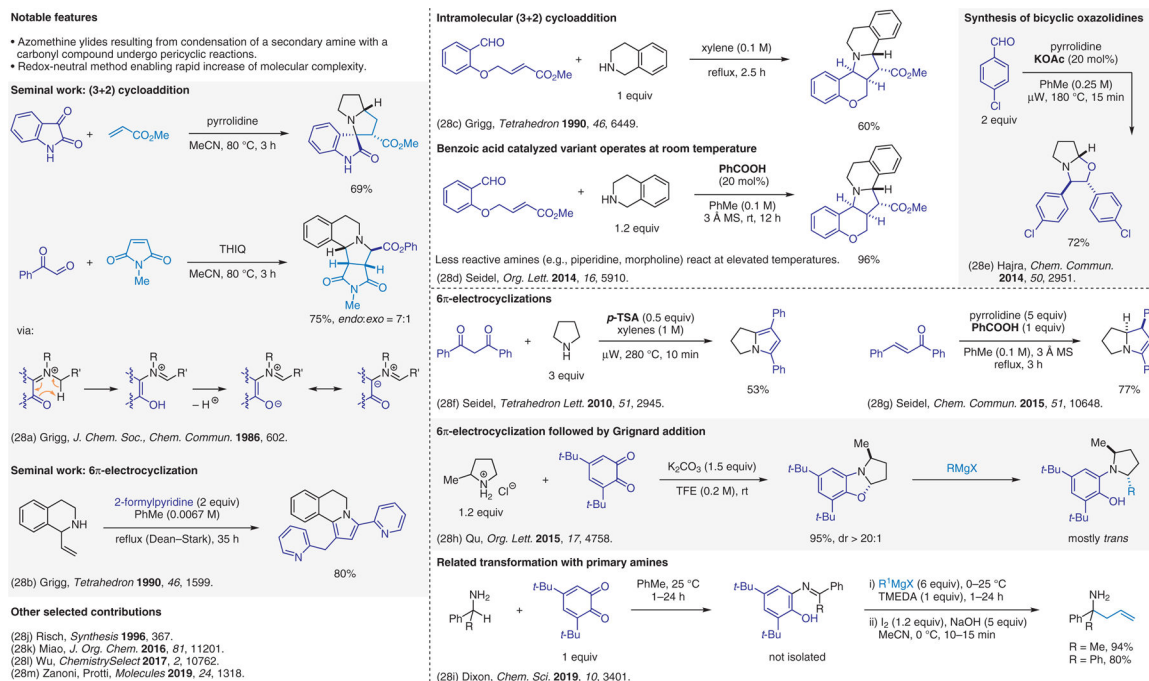 Notable features
• Azomethine ylides resulting from condensation of a secondary amine with a
carbonyl compound undergo pericyclic reactions.
• Redox-neutral method enabling rapid increase of molecular complexity.
Seminal work: (3+2) cycloaddition
O
O
N
H
+
CO₂Me
pyrrolidine
MeCN, 80 °C, 3 h
N
H
CO₂Me
O
N
H
69%
Ph
O
O
+
O
N
O
Me
THIQ
MeCN, 80 °C, 3 h
N
CO₂Ph
H
H
H
O
N
O
Me
75%, endo:exo = 7:1
via:
R
N
⊕
R'
H
O
R
N
⊕
R'
OH
– H⊕
R
N
⊕
R'
O⊖
R
N
⊕
R'
⊖
O
(28a) Grigg, J. Chem. Soc., Chem. Commun. 1986, 602.
Seminal work: 6π-electrocyclization
NH
2-formylpyridine (2 equiv)
PhMe (0.0067 M)
reflux (Dean–Stark), 35 h
N
N
N
80%
(28b) Grigg, Tetrahedron 1990, 46, 1599.
Other selected contributions
(28j) Risch, Synthesis 1996, 367.
(28k) Miao, J. Org. Chem. 2016, 81, 11201.
(28l) Wu, ChemistrySelect 2017, 2, 10762.
(28m) Zanoni, Protti, Molecules 2019, 24, 1318.
Intramolecular (3+2) cycloaddition
CHO
O
CO₂Me
+
HN
1 equiv
xylene (0.1 M)
reflux, 2.5 h
N
H
H
H
CO₂Me
O
60%
(28c) Grigg, Tetrahedron 1990, 46, 6449.
Benzoic acid catalyzed variant operates at room temperature
CHO
O
CO₂Me
+
HN
1.2 equiv
PhCOOH
(20 mol%)
PhMe (0.1 M)
3 Å MS, rt, 12 h
N
H
H
H
CO₂Me
O
96%
Less reactive amines (e.g., piperidine, morpholine) react at elevated temperatures.
(28d) Seidel, Org. Lett. 2014, 16, 5910.
Synthesis of bicyclic oxazolidines
CHO
Cl
2 equiv
pyrrolidine
KOAc (20 mol%)
PhMe (0.25 M)
μW, 180 °C, 15 min
H
N
O
Cl
Cl
72%
(28e) Hajra, Chem. Commun.
2014, 50, 2951.
6π-electrocyclizations
O
O
Ph
Ph
+
N
H
3 equiv
p-TSA (0.5 equiv)
xylenes (1 M)
μW, 280 °C, 10 min
Ph
N
Ph
53%
(28f) Seidel, Tetrahedron Lett. 2010, 51, 2945.
Ph
O
Ph
pyrrolidine (5 equiv)
PhCOOH (1 equiv)
PhMe (0.1 M), 3 Å MS
reflux, 3 h
H
N
77%
(28g) Seidel, Chem. Commun. 2015, 51, 10648.
6π-electrocyclization followed by Grignard addition
Me
N
⊕
H₂
Cl⊖
1.2 equiv
+
t-Bu
O
O
t-Bu
K₂CO₃ (1.5 equiv)
TFE (0.2 M), rt
Me
t-Bu
N
O
H
t-Bu
95%, dr > 20:1
RMgX
Me
t-Bu
N
R
OH
t-Bu
mostly trans
(28h) Qu, Org. Lett. 2015, 17, 4758.
Related transformation with primary amines
NH₂
Ph
H
R
+
t-Bu
O
O
t-Bu
1 equiv
PhMe, 25 °C
1–24 h
t-Bu
N
Ph
R
OH
t-Bu
not isolated
i) R¹MgX (6 equiv), 0–25 °C
TMEDA (1 equiv), 1–24 h
ii) I₂ (1.2 equiv), NaOH (5 equiv)
MeCN, 0 °C, 10–15 min
NH₂
Ph
R
R = Me, 94%
R = Ph, 80%
(28i) Dixon, Chem. Sci. 2019, 10, 3401.